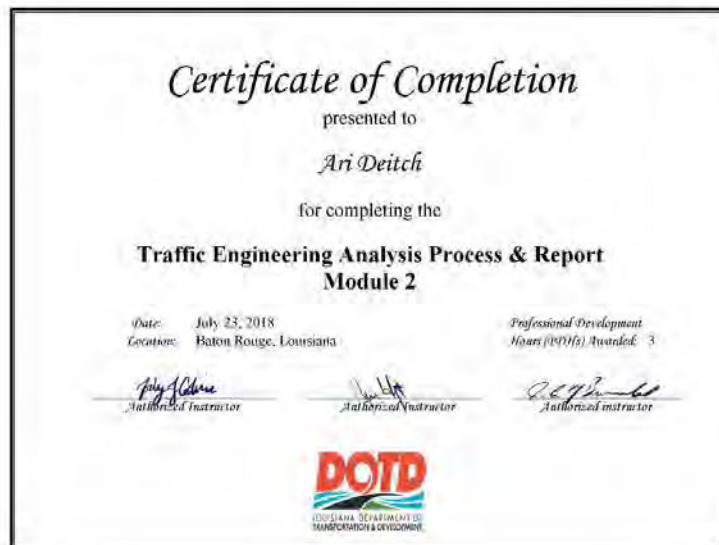 Certificate of Completion
presented to
Ari Deitch
for completing the
Traffic Engineering Analysis Process & Report
Module 2
Date: July 23, 2018
Location: Baton Rouge, Louisiana
Professional Development
Hours (PDHs) Awarded: 3
Authorized Instructor
Authorized Instructor
Authorized instructor
DOTD
LOUISIANA DEPARTMENT OF
TRANSPORTATION & DEVELOPMENT